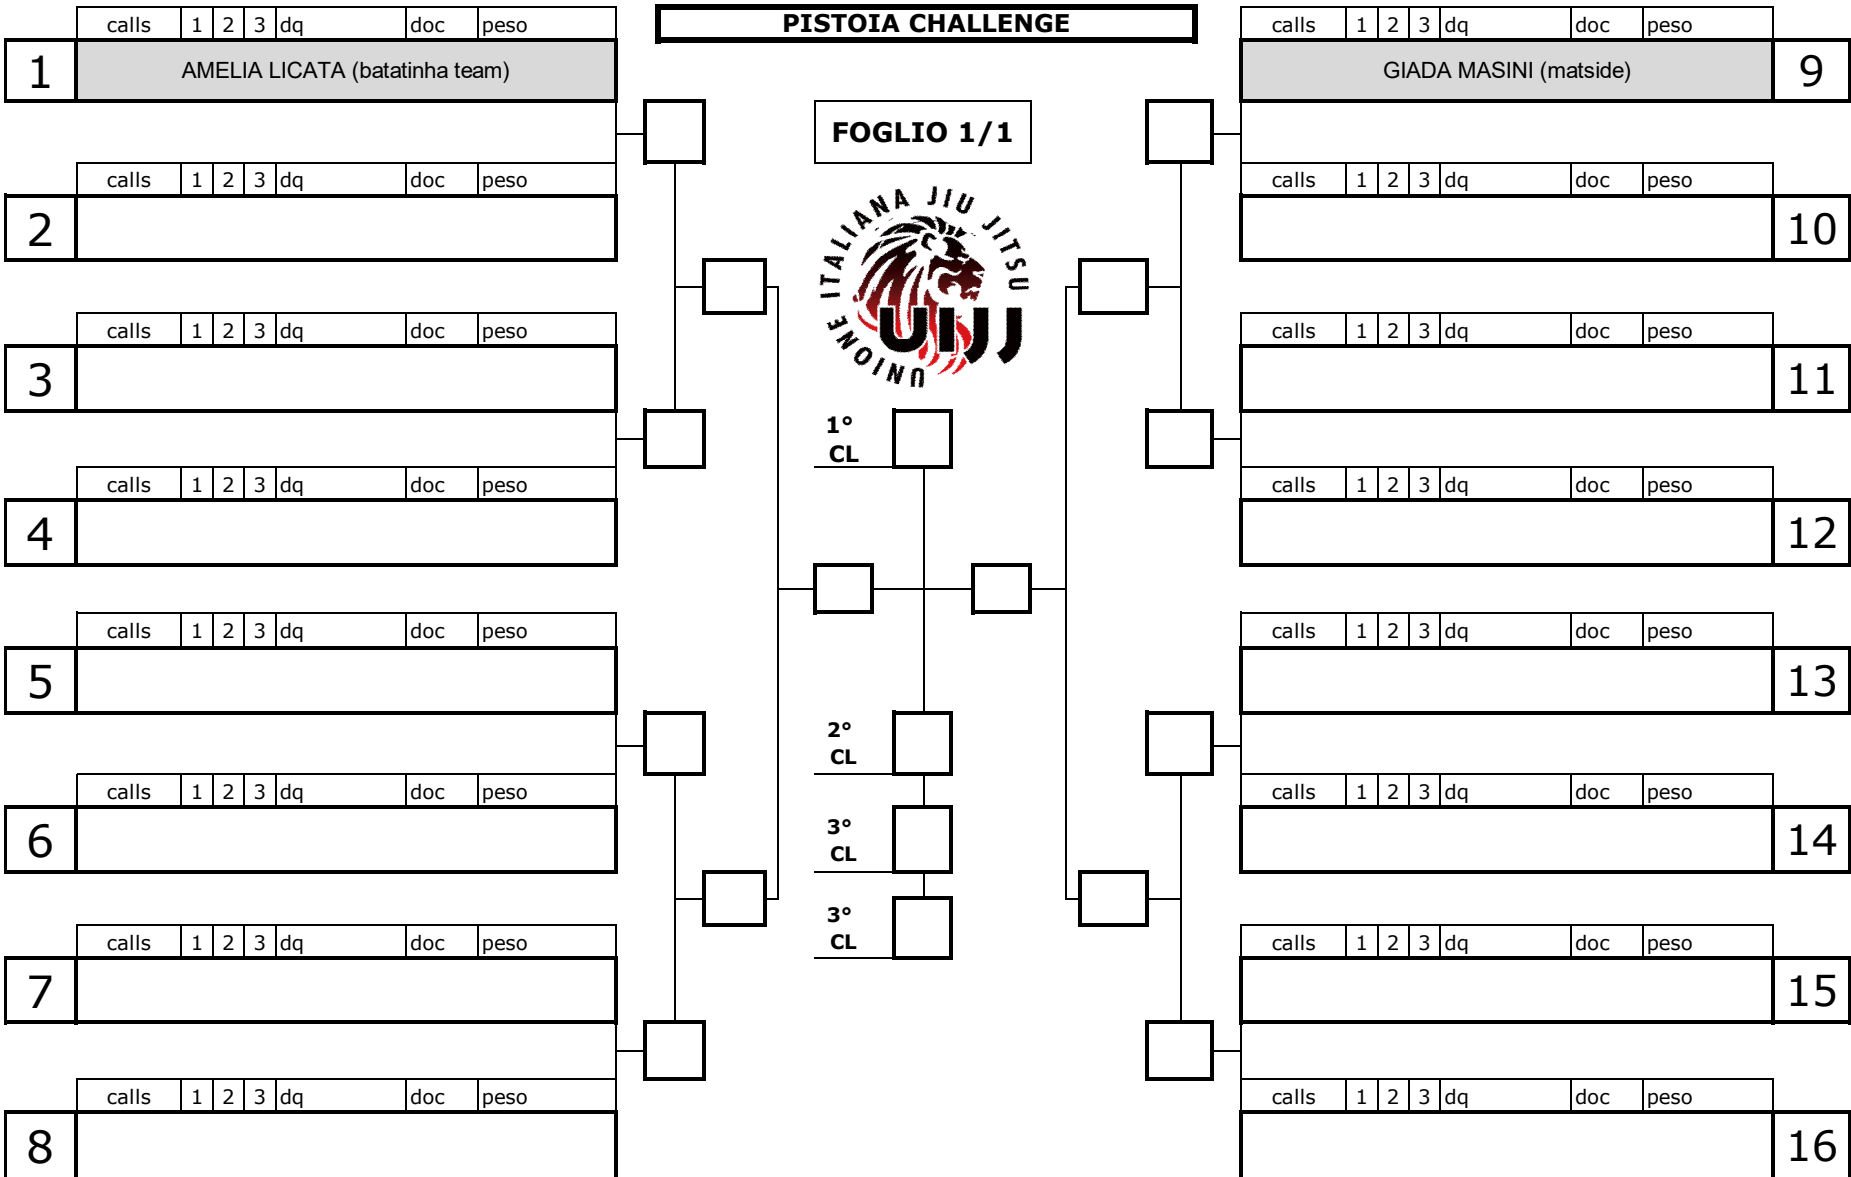 calls 1 2 3 dq doc peso
PISTOIA CHALLENGE
calls 1 2 3 dq doc peso
1 AMELIA LICATA (batatinha team)
GIADA MASINI (matside) 9
FOGLIO 1/1
calls 1 2 3 dq doc peso
calls 1 2 3 dq doc peso
2
10
UNIONE ITALIANA JIU JITSU
UIJJ
calls 1 2 3 dq doc peso
calls 1 2 3 dq doc peso
3
11
1°
CL
calls 1 2 3 dq doc peso
calls 1 2 3 dq doc peso
4
12
calls 1 2 3 dq doc peso
calls 1 2 3 dq doc peso
5
13
2°
CL
calls 1 2 3 dq doc peso
calls 1 2 3 dq doc peso
6
14
3°
CL
3°
CL
calls 1 2 3 dq doc peso
calls 1 2 3 dq doc peso
7
15
calls 1 2 3 dq doc peso
calls 1 2 3 dq doc peso
8
16